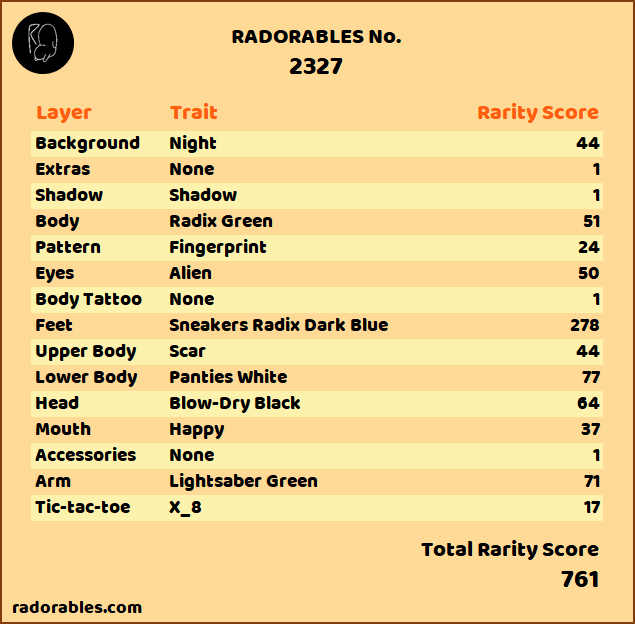 RADORABLES No.
2327
Layer Trait Rarity Score
Background Night 44
Extras None 1
Shadow Shadow 1
Body Radix Green 51
Pattern Fingerprint 24
Eyes Alien 50
Body Tattoo None 1
Feet Sneakers Radix Dark Blue 278
Upper Body Scar 44
Lower Body Panties White 77
Head Blow-Dry Black 64
Mouth Happy 37
Accessories None 1
Arm Lightsaber Green 71
Tic-tac-toe X_8 17
Total Rarity Score
761
radorables.com